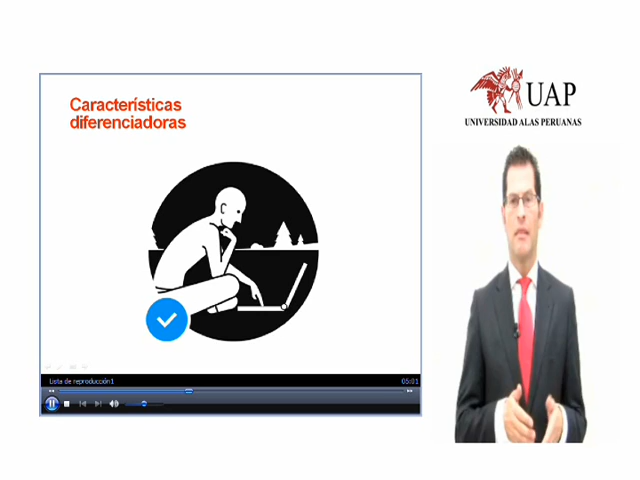 Características
diferenciadoras
UAP
UNIVERSIDAD ALAS PERUANAS
Lista de reproducción1
05:01